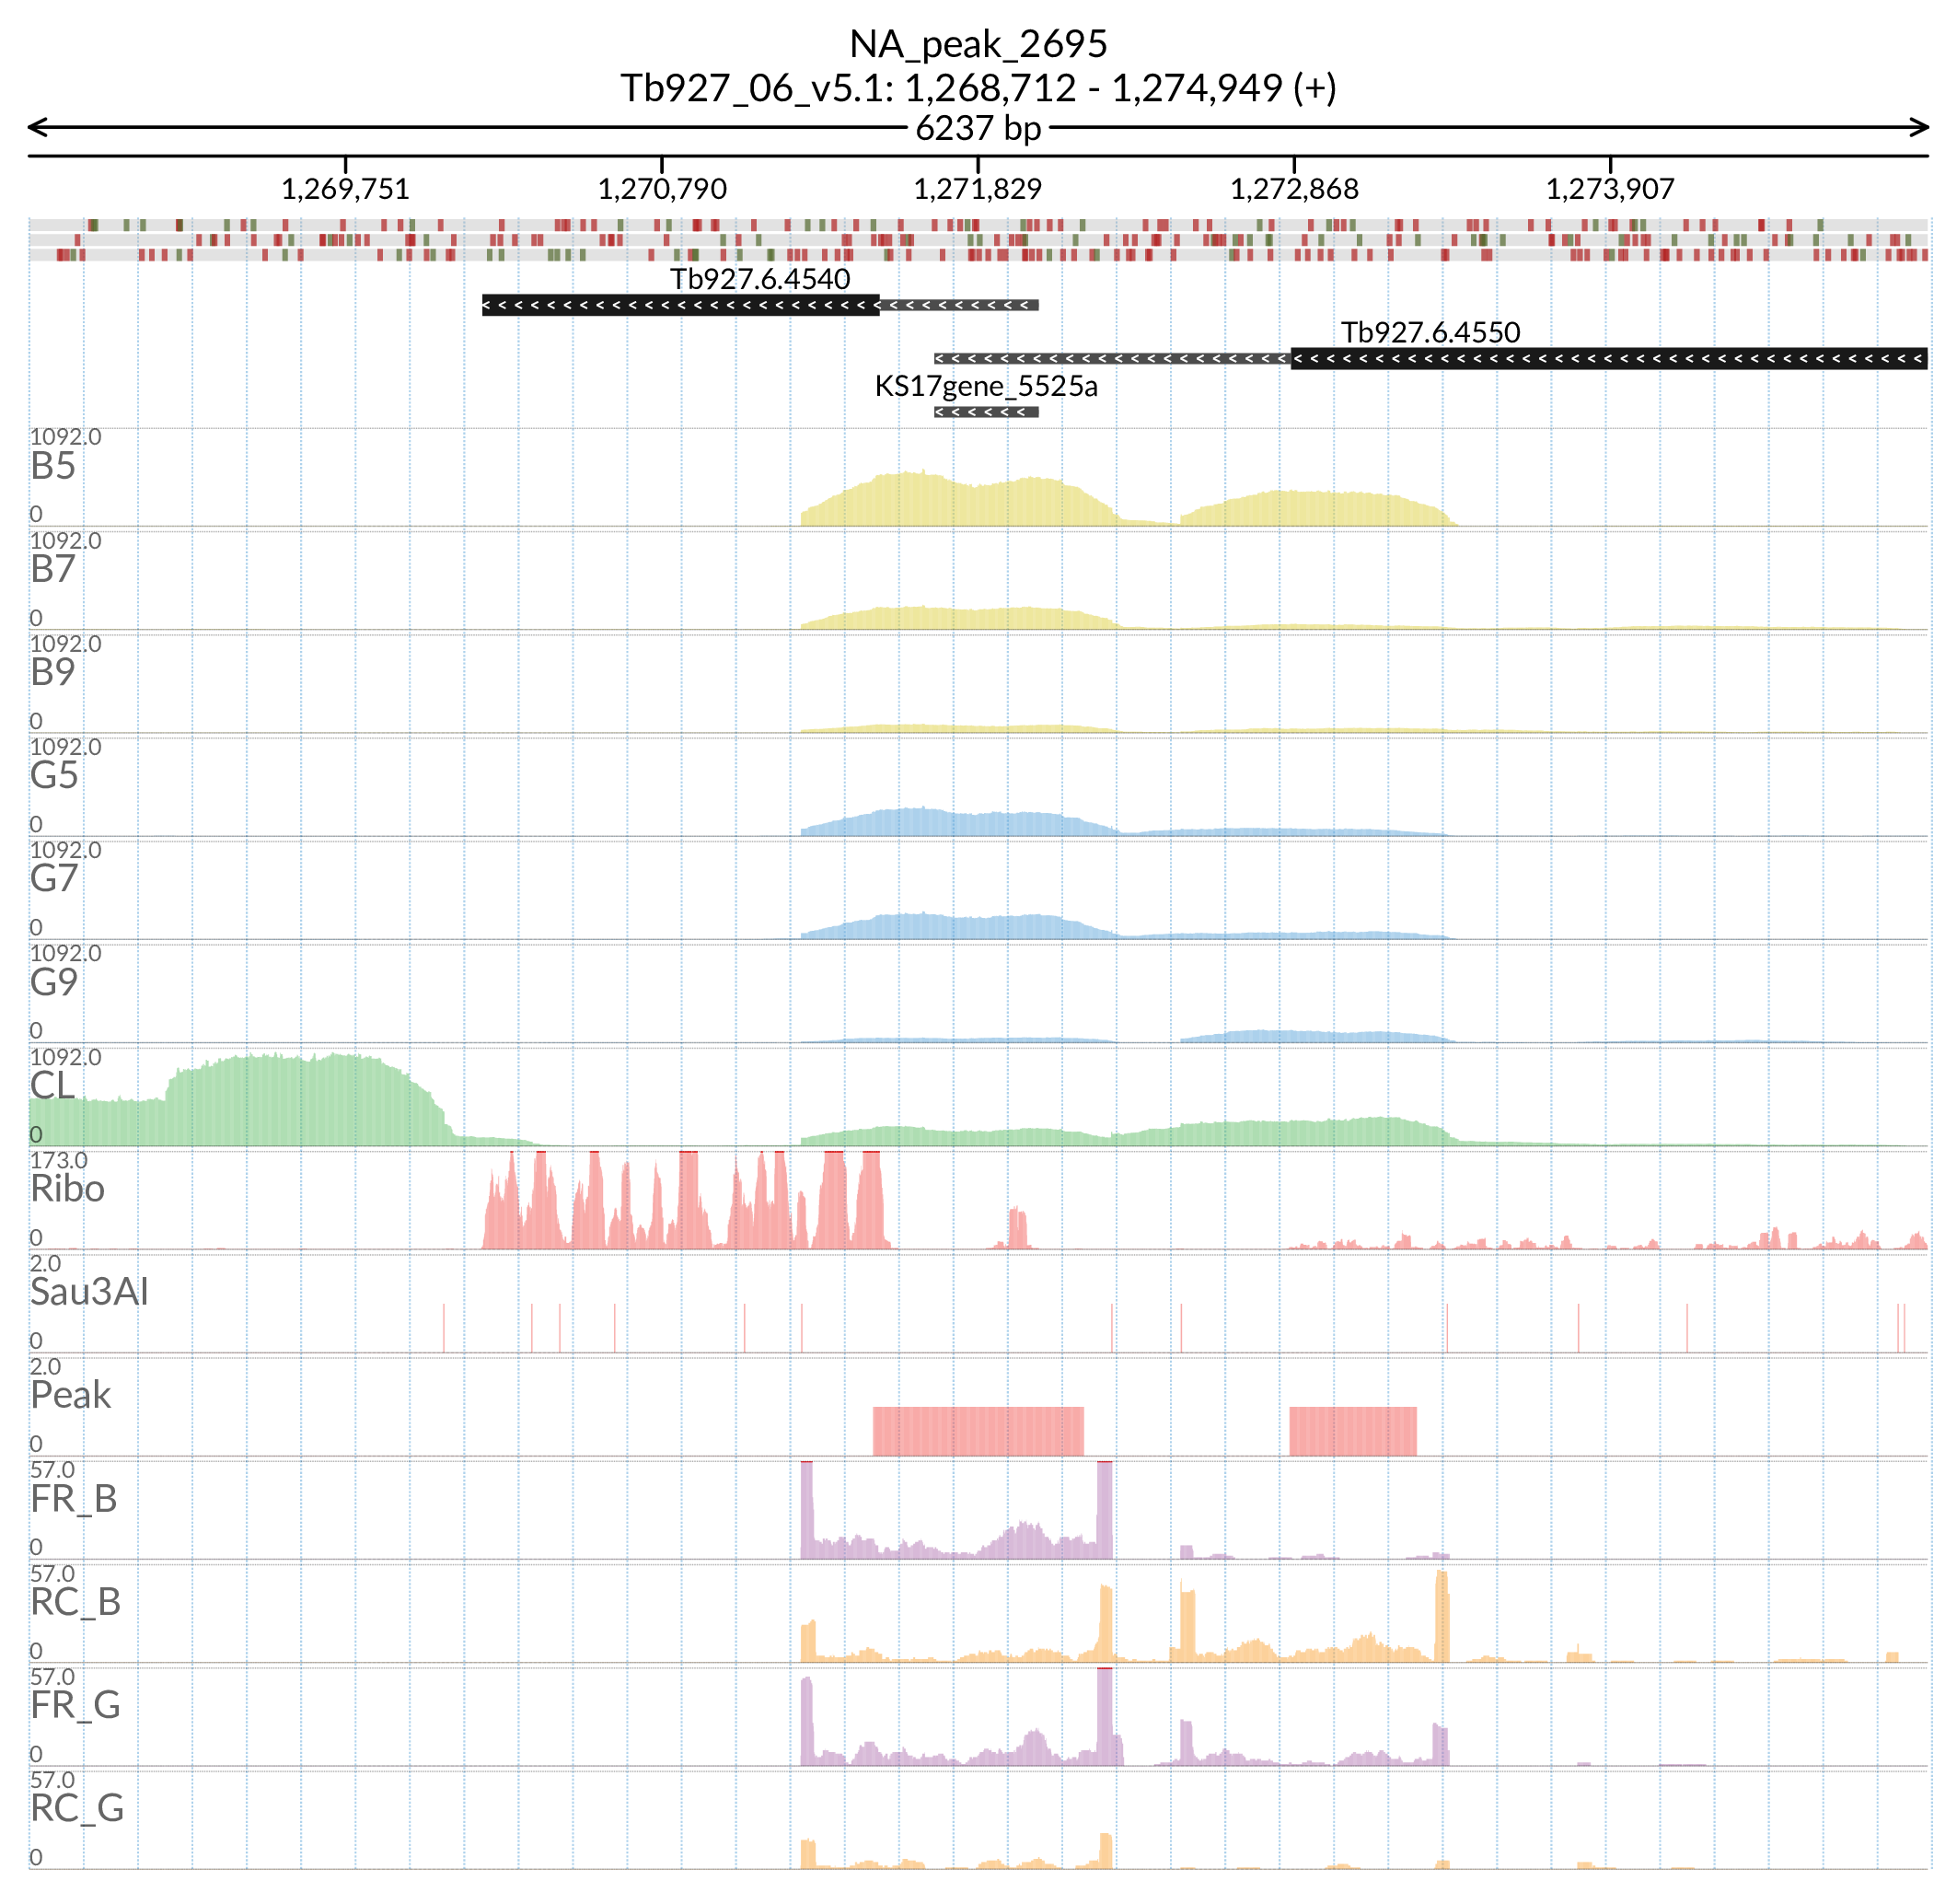 NA_peak_2695
Tb927_06_v5.1: 1,268,712 - 1,274,949 (+)
6237 bp
1,269,751 1,270,790 1,271,829 1,272,868 1,273,907
Tb927.6.4540
Tb927.6.4550
KS17gene_5525a
1092.0
B5
0
1092.0
B7
0
1092.0
B9
0
1092.0
G5
0
1092.0
G7
0
1092.0
G9
0
1092.0
CL
0
173.0
Ribo
0
2.0
Sau3AI
0
2.0
Peak
0
57.0
FR_B
0
57.0
RC_B
0
57.0
FR_G
0
57.0
RC_G
0